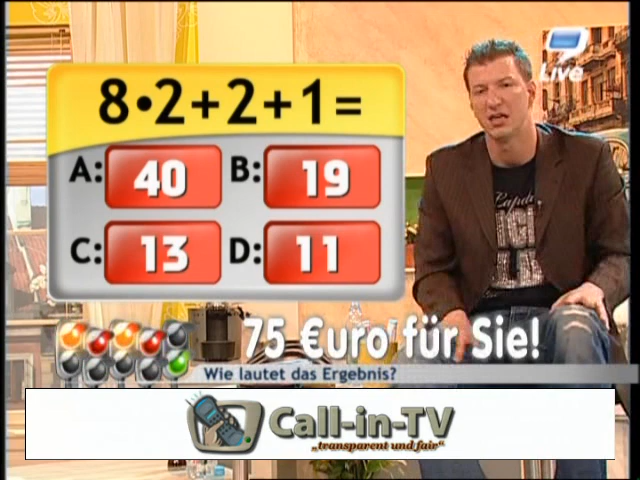 Live
8•2+2+1=
A: 40 B: 19
C: 13 D: 11
75 €uro für Sie!
Wie lautet das Ergebnis?
Call-in-TV
„transparent und fair“